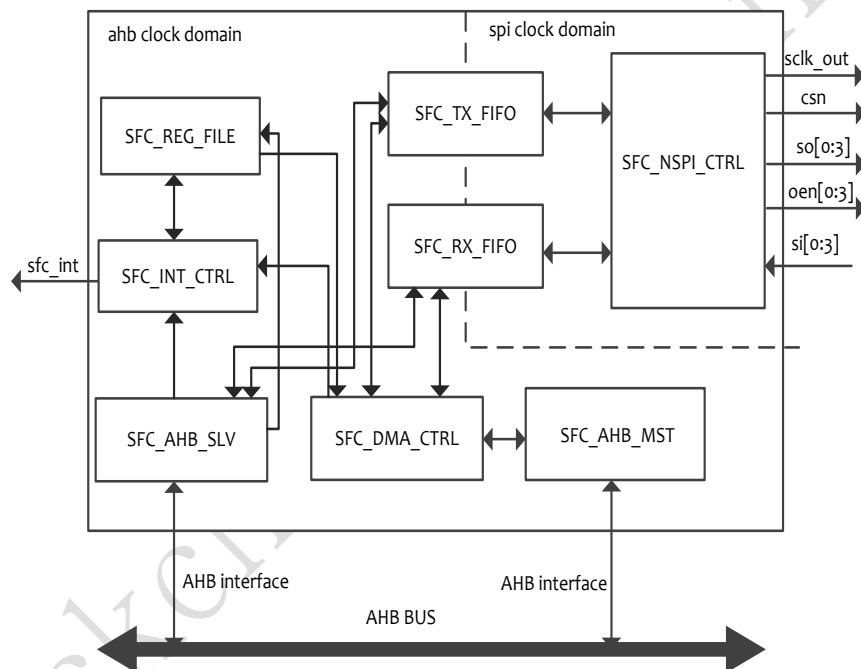 ahb clock domain
spi clock domain
sclk_out
csn
SFC_TX_FIFO
SFC_REG_FILE
so[0:3]
SFC_NSPI_CTRL
oen[0:3]
SFC_RX_FIFO
si[0:3]
sfc_int
SFC_INT_CTRL
SFC_AHB_SLV
SFC_DMA_CTRL
SFC_AHB_MST
AHB interface
AHB interface
AHB BUS